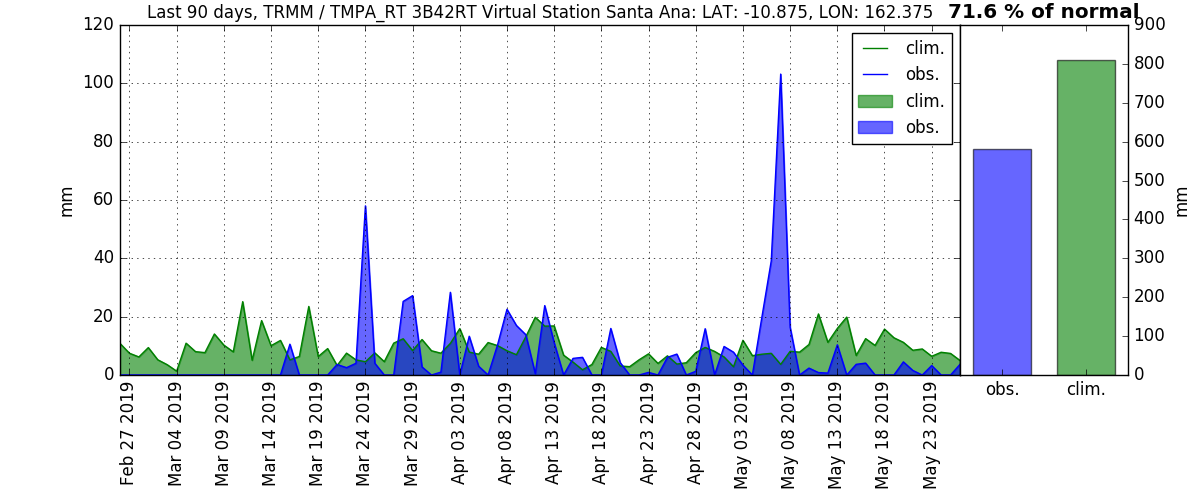 Last 90 days, TRMM / TMPA_RT 3B42RT Virtual Station Santa Ana: LAT: -10.875, LON: 162.375 71.6 % of normal
120
100
80
60
40
20
0
mm
clim.
obs.
clim.
obs.
900
800
700
600
500
400
300
200
100
0
mm
Feb 27 2019
Mar 04 2019
Mar 09 2019
Mar 14 2019
Mar 19 2019
Mar 24 2019
Mar 29 2019
Apr 03 2019
Apr 08 2019
Apr 13 2019
Apr 18 2019
Apr 23 2019
Apr 28 2019
May 03 2019
May 08 2019
May 13 2019
May 18 2019
May 23 2019
obs. clim.